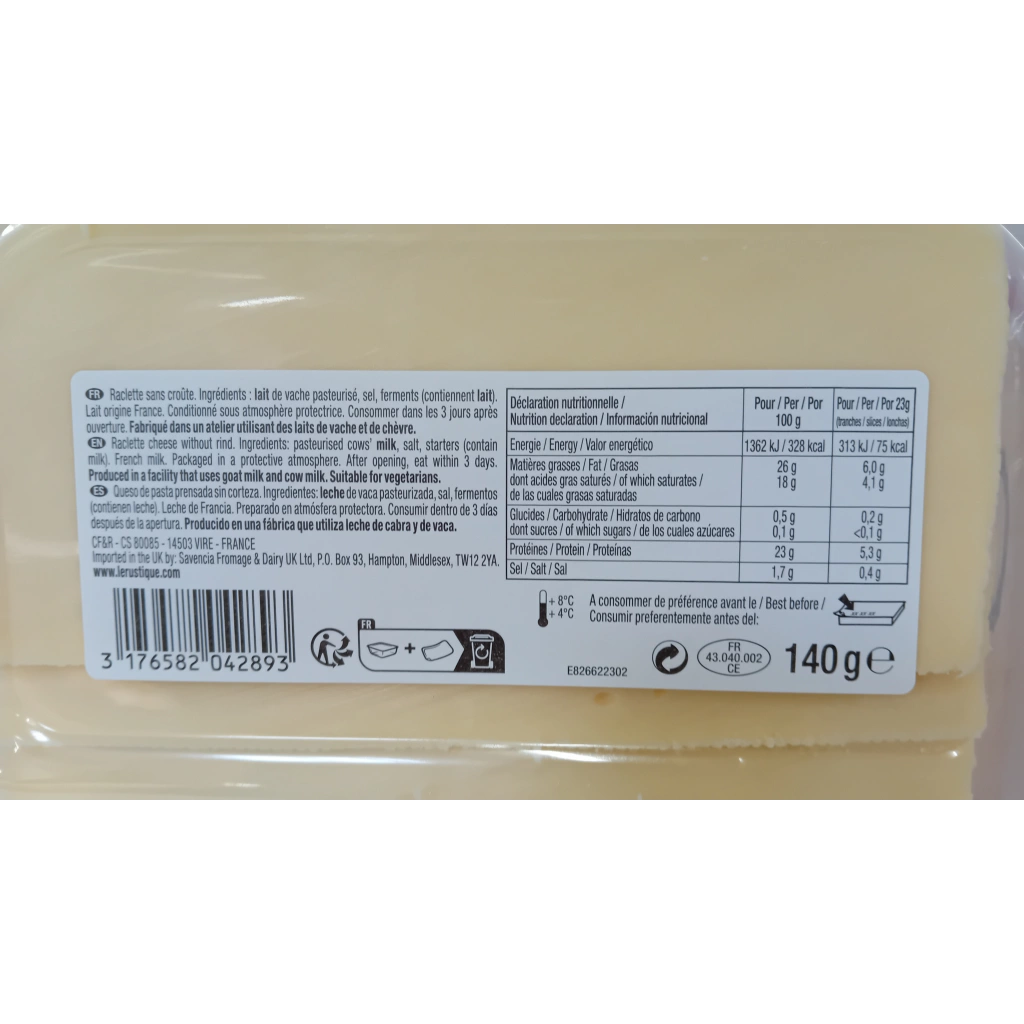 FR Raclette sans croûte. Ingrédients : lait de vache pasteurisé, sel, ferments (contiennent lait).
Lait origine France. Conditionné sous atmosphère protectrice. Consommer dans les 3 jours après
ouverture. Fabriqué dans un atelier utilisant des laits de vache et de chèvre.
EN Raclette cheese without rind. Ingredients: pasteurised cows' milk, salt, starters (contain
milk). French milk. Packaged in a protective atmosphere. After opening, eat within 3 days.
Produced in a facility that uses goat milk and cow milk. Suitable for vegetarians.
ES Queso de pasta prensada sin corteza. Ingredientes: leche de vaca pasteurizada, sal, fermentos
(contienen leche). Leche de Francia. Preparado en atmósfera protectora. Consumir dentro de 3 días
después de la apertura. Producido en una fábrica que utiliza leche de cabra y de vaca.
CF&R - CS 80085 - 14503 VIRE - FRANCE
Imported in the UK by: Savencia Fromage & Dairy UK Ltd, P.O. Box 93, Hampton, Middlesex, TW12 2YA.
www.lerustique.com
3 176582 042893
FR
Déclaration nutritionnelle / Pour / Per / Por Pour / Per / Por 23g
Nutrition declaration / Información nutricional 100 g (tranches / slices / lonchas)
Energie / Energy / Valor energético 1362 kJ / 328 kcal 313 kJ / 75 kcal
Matières grasses / Fat / Grasas 26 g 6,0 g
dont acides gras saturés / of which saturates / 18 g 4,1 g
de las cuales grasas saturadas
Glucides / Carbohydrate / Hidratos de carbono 0,5 g 0,2 g
dont sucres / of which sugars / de los cuales azúcares 0,1 g <0,1 g
Protéines / Protein / Proteínas 23 g 5,3 g
Sel / Salt / Sal 1,7 g 0,4 g
+ 8°C
+ 4°C
A consommer de préférence avant le / Best before /
Consumir preferentemente antes del:
E826622302
FR
43.040.002
CE
140 g e